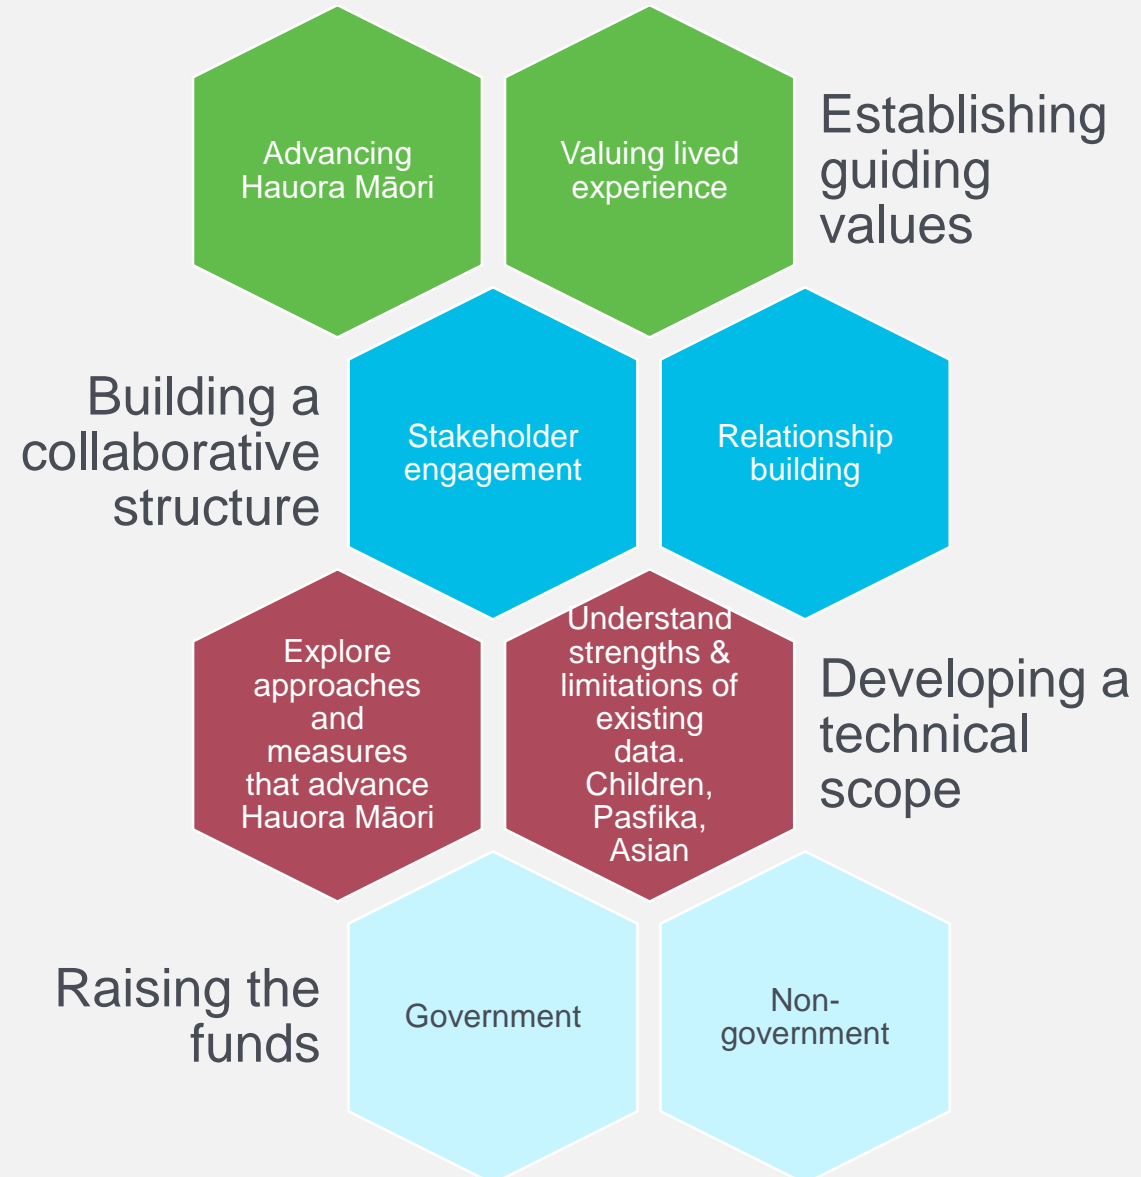 Advancing
Hauora Māori
Valuing lived
experience
Establishing
guiding
values
Building a
collaborative
structure
Stakeholder
engagement
Relationship
building
Explore
approaches
and
measures
that advance
Hauora Māori
Understand
strengths &
limitations of
existing
data.
Children,
Pasfika,
Asian
Developing a
technical
scope
Raising the
funds
Government
Non-
government